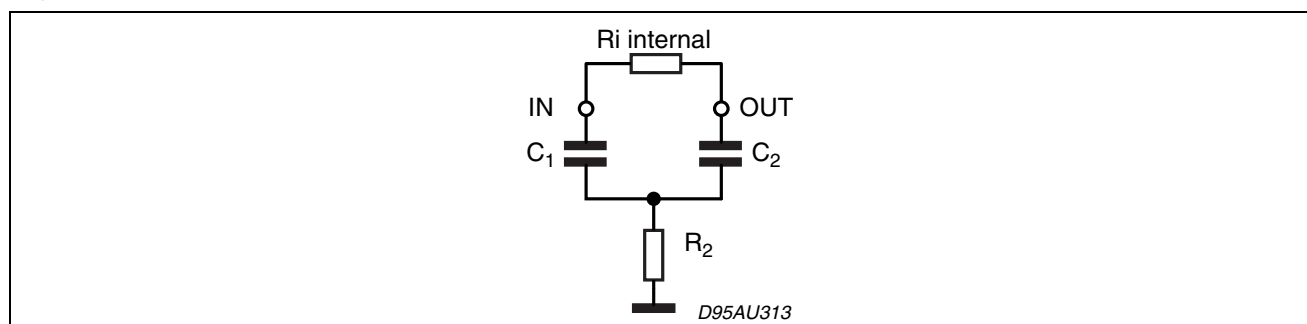 Ri internal
IN
OUT
C₁
C₂
R₂
D95AU313